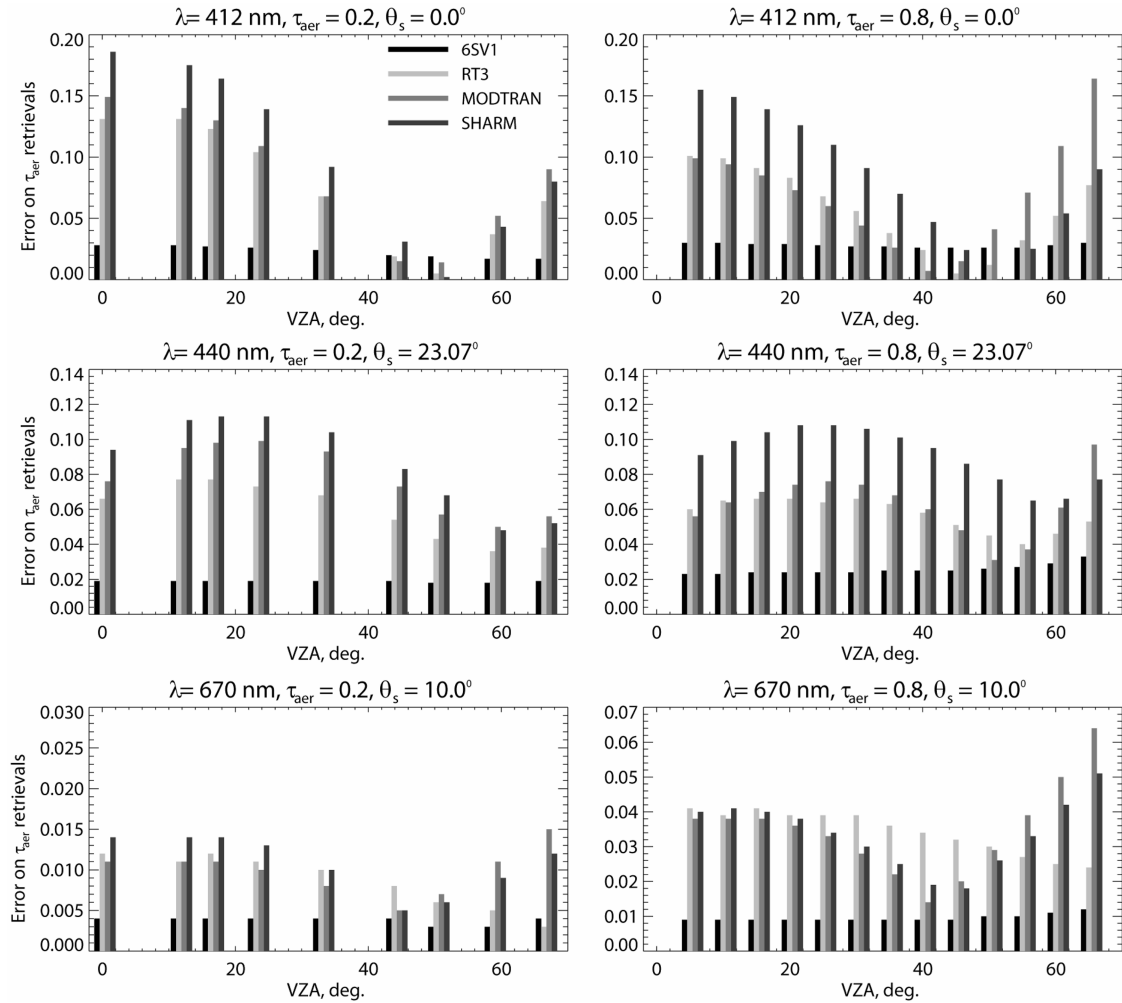 λ= 412 nm, τaer = 0.2, θs = 0.0⁰
0.20
0.15
0.10
0.05
0.00
Error on τaer retrievals
6SV1
RT3
MODTRAN
SHARM
0 20 40 60
VZA, deg.
λ= 412 nm, τaer = 0.8, θs = 0.0⁰
0.20
0.15
0.10
0.05
0.00
0 20 40 60
VZA, deg.
λ= 440 nm, τaer = 0.2, θs = 23.07⁰
0.14
0.12
0.10
0.08
0.06
0.04
0.02
0.00
Error on τaer retrievals
0 20 40 60
VZA, deg.
λ= 440 nm, τaer = 0.8, θs = 23.07⁰
0.14
0.12
0.10
0.08
0.06
0.04
0.02
0.00
0 20 40 60
VZA, deg.
λ= 670 nm, τaer = 0.2, θs = 10.0⁰
0.030
0.025
0.020
0.015
0.010
0.005
0.000
Error on τaer retrievals
0 20 40 60
VZA, deg.
λ= 670 nm, τaer = 0.8, θs = 10.0⁰
0.07
0.06
0.05
0.04
0.03
0.02
0.01
0.00
0 20 40 60
VZA, deg.